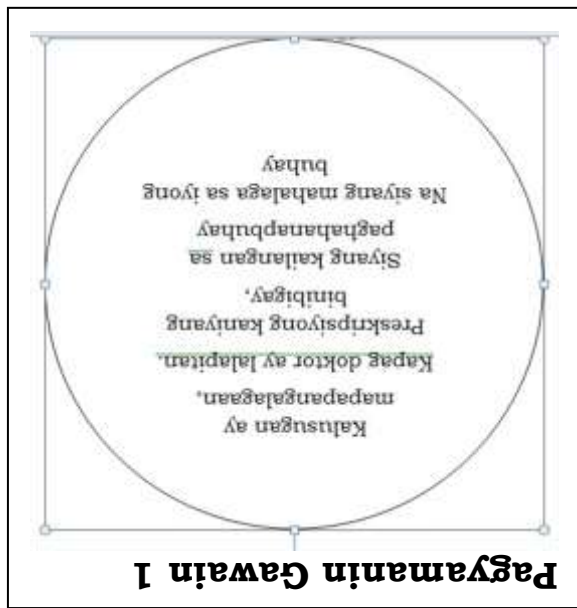 Pagyamanin Gawain 1
Kalusugan ay
mapapangalagaan,
Kapag doktor ay lalapitan.
Preskripsiyong kaniyang
binibigay,
Siyang kailangan sa
paghahanapbuhay
Na siyang mahalaga sa iyong
buhay